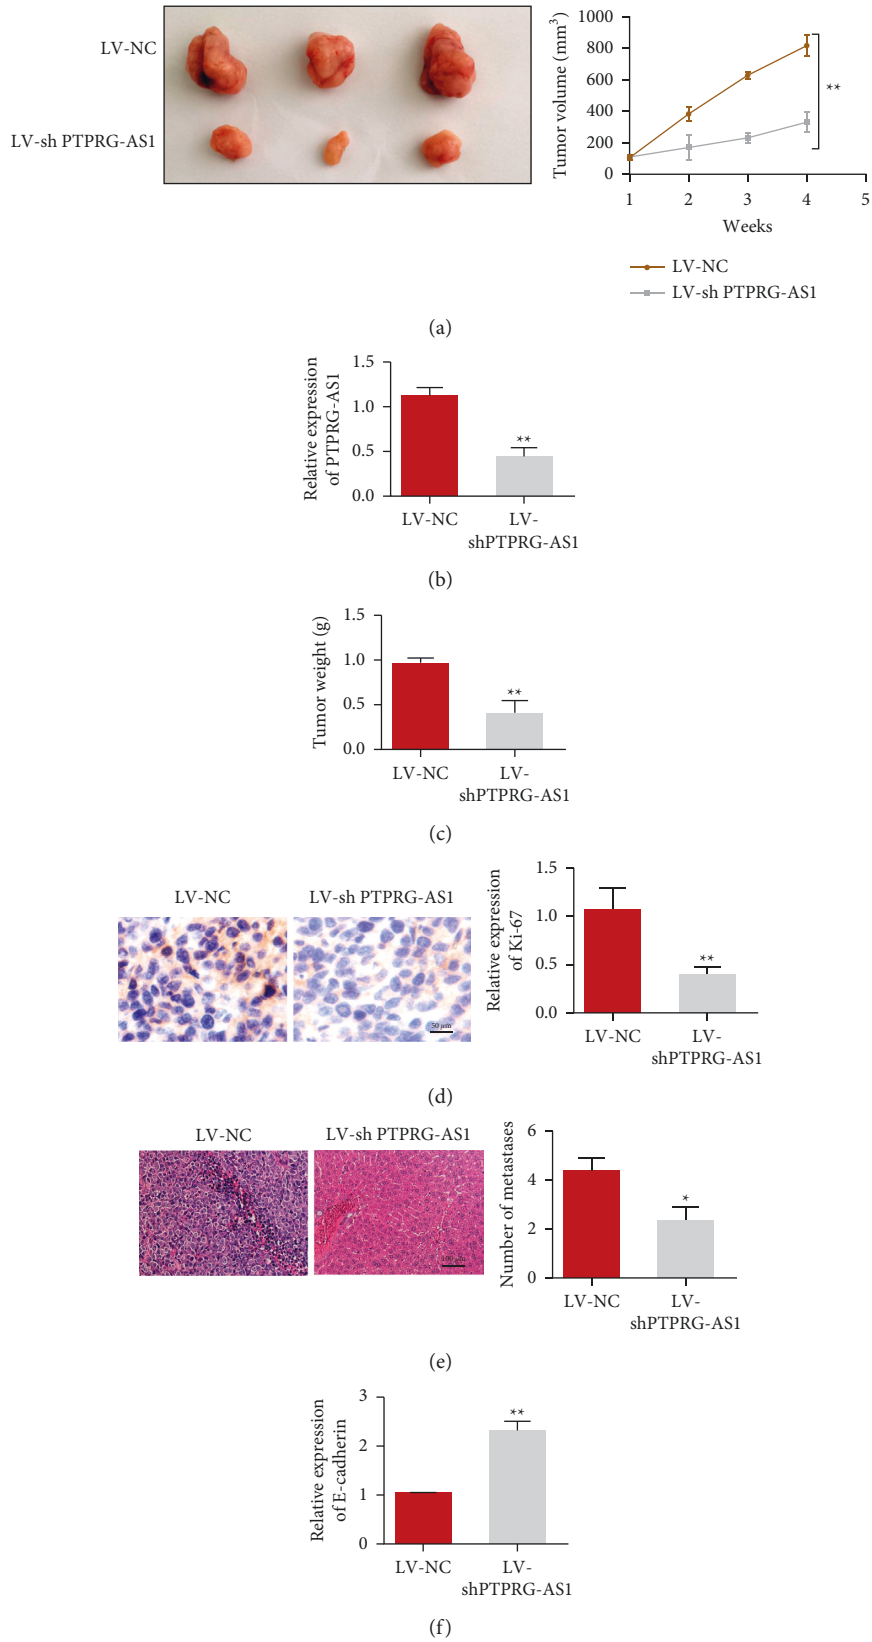 LV-NC
LV-sh PTPRG-AS1
Tumor volume (mm³)
1000
800
600
400
200
0
**
1 2 3 4 5
Weeks
LV-NC
LV-sh PTPRG-AS1
(a)
Relative expression
of PTPRG-AS1
1.5
1.0
0.5
0.0
**
LV-NC LV-
shPTPRG-AS1
(b)
Tumor weight (g)
1.5
1.0
0.5
0.0
**
LV-NC LV-
shPTPRG-AS1
(c)
LV-NC LV-sh PTPRG-AS1
50 μm
Relative expression
of Ki-67
1.5
1.0
0.5
0.0
**
LV-NC LV-
shPTPRG-AS1
(d)
LV-NC LV-sh PTPRG-AS1
100 μm
Number of metastases
6
4
2
0
*
LV-NC LV-
shPTPRG-AS1
(e)
Relative expression
of E-cadherin
3
2
1
0
**
LV-NC LV-
shPTPRG-AS1
(f)